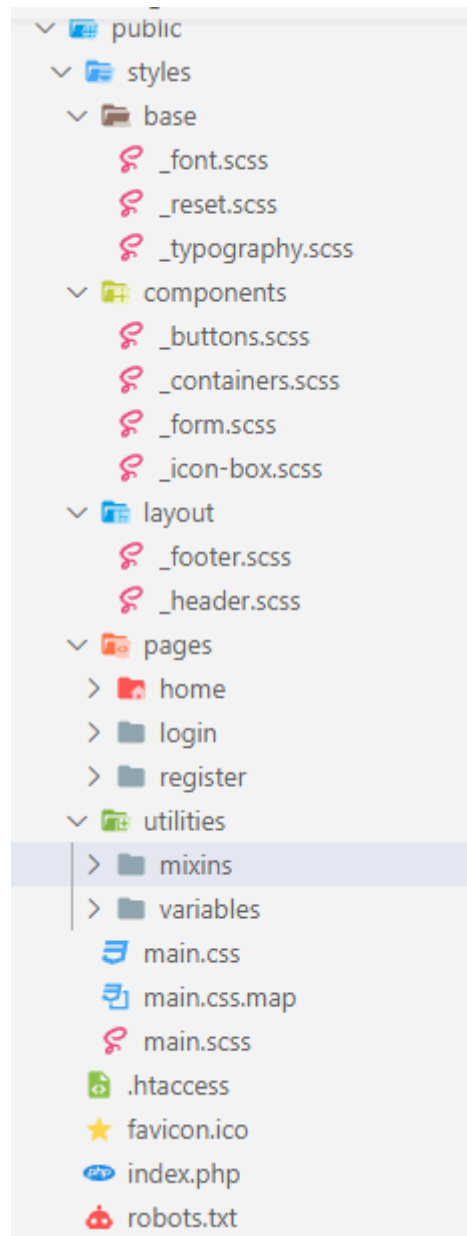 public
styles
base
_font.scss
_reset.scss
_typography.scss
components
_buttons.scss
_containers.scss
_form.scss
_icon-box.scss
layout
_footer.scss
_header.scss
pages
home
login
register
utilities
mixins
variables
main.css
main.css.map
main.scss
.htaccess
favicon.ico
php index.php
robots.txt